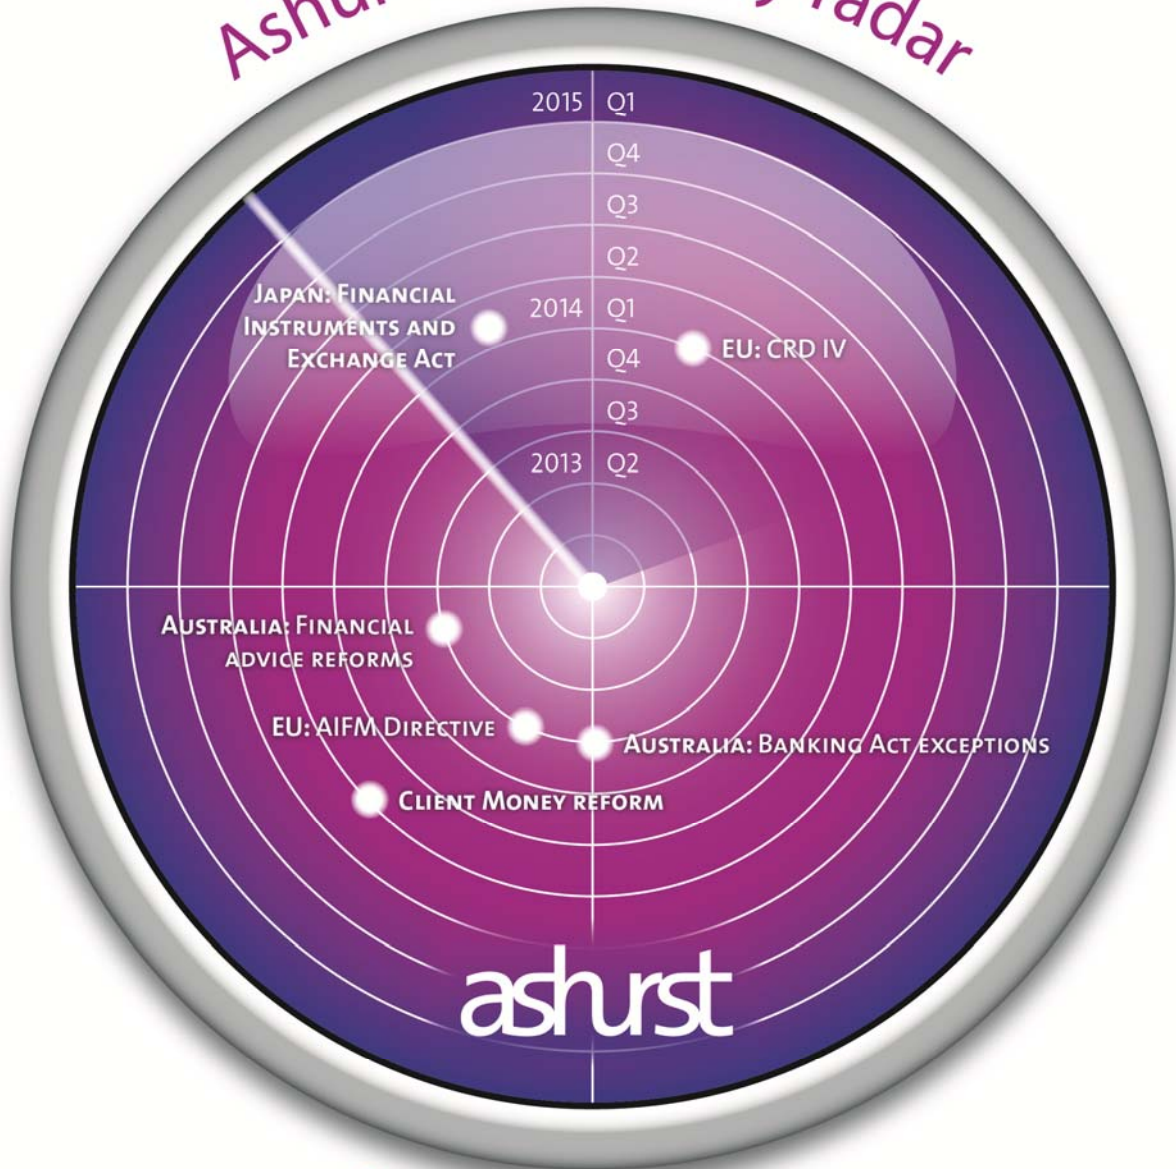 radar
2015 Q1
Q4
Q3
Q2
2014 Q1
Q4
Q3
2013 Q2
JAPAN: FINANCIAL
INSTRUMENTS AND
EXCHANGE ACT
EU: CRD IV
AUSTRALIA: FINANCIAL
ADVICE REFORMS
EU: AIFM DIRECTIVE
AUSTRALIA: BANKING ACT EXCEPTIONS
CLIENT MONEY REFORM
ashurst